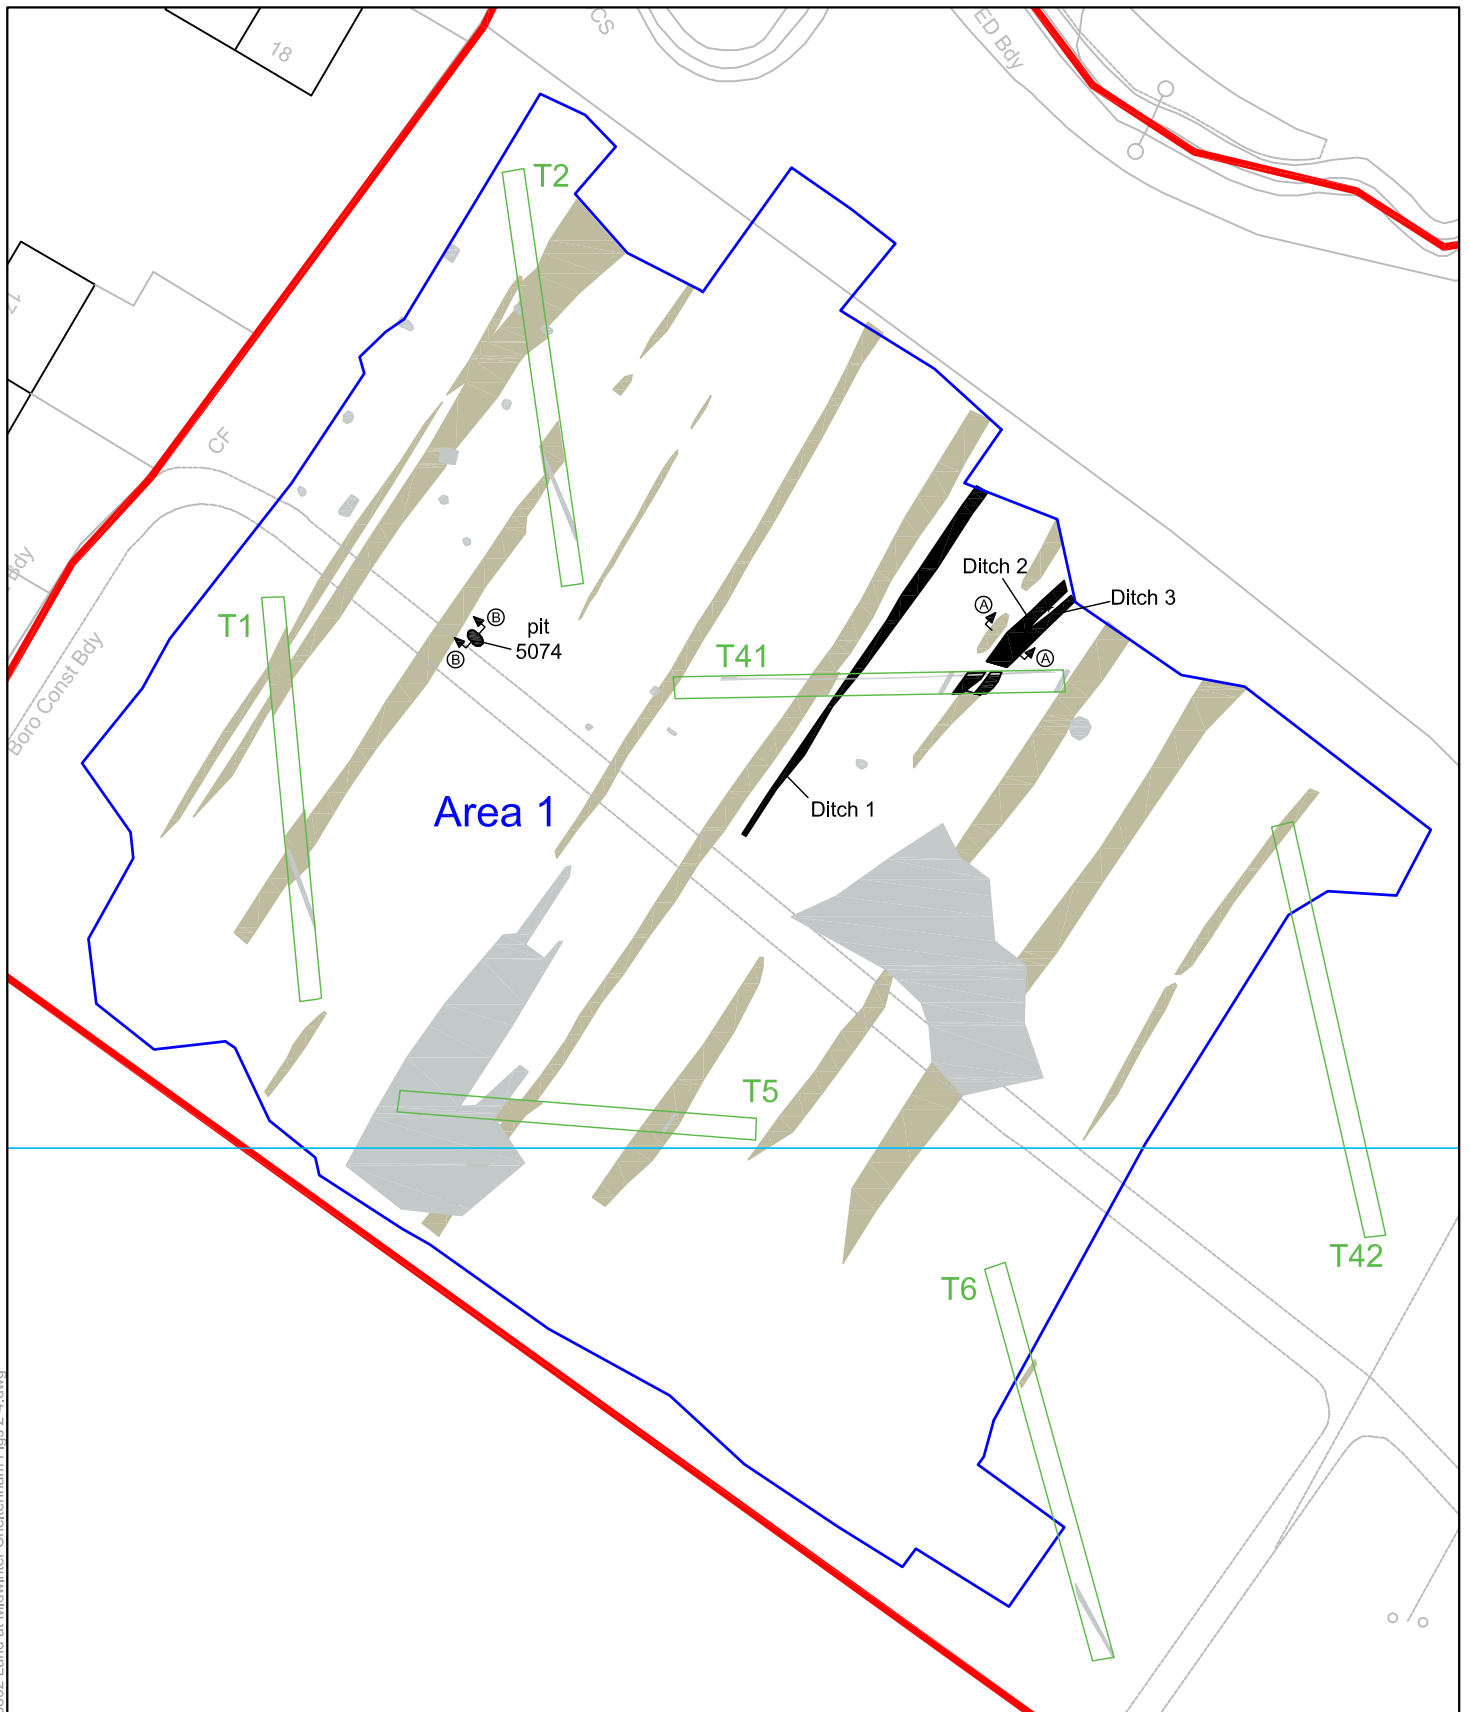 18
CS
ED Bdy
T2
CF
Bdy
Boro Const Bdy
T1
B
B
pit
5074
T41
Ditch 2
A
Ditch 3
A
Ditch 1
Area 1
T5
T6
T42